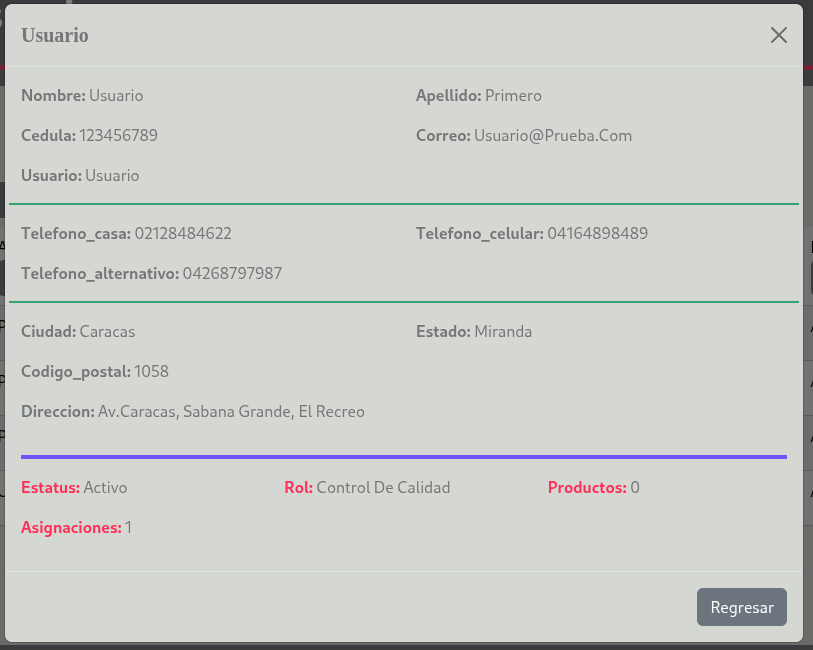 Usuario
Nombre: Usuario
Apellido: Primero
Cedula: 123456789
Correo: Usuario@Prueba.Com
Usuario: Usuario
Telefono_casa: 02128484622
Telefono_celular: 04164898489
Telefono_alternativo: 04268797987
Ciudad: Caracas
Estado: Miranda
Codigo_postal: 1058
Direccion: Av.Caracas, Sabana Grande, El Recreo
Estatus: Activo
Rol: Control De Calidad
Productos: 0
Asignaciones: 1
Regresar